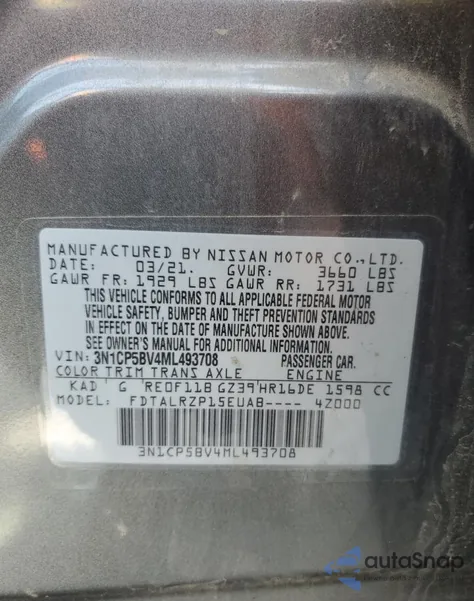 MANUFACTURED BY NISSAN MOTOR CO.,LTD.
DATE: 03/21. GVWR: 3660 LBS
GAWR FR: 1929 LBS GAWR RR: 1731 LBS
THIS VEHICLE CONFORMS TO ALL APPLICABLE FEDERAL MOTOR
VEHICLE SAFETY, BUMPER AND THEFT PREVENTION STANDARDS
IN EFFECT ON THE DATE OF MANUFACTURE SHOWN ABOVE.
SEE OWNER'S MANUAL FOR ADDITIONAL INFORMATION
VIN: 3N1CP5BV4ML493708 PASSENGER CAR.
COLOR TRIM TRANS AXLE ENGINE
KAD G RE0F11B GZ39 HR16DE 1598 CC
MODEL: FDTALRZP15EUAB---- 4Z000
3N1CP5BV4ML493708
autoSnap